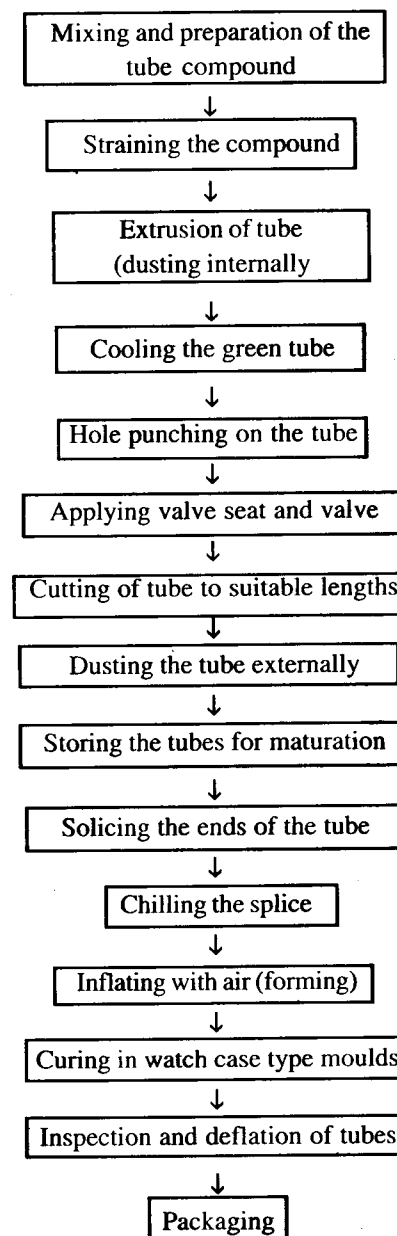 Mixing and preparation of the
tube compound
↓
Straining the compound
↓
Extrusion of tube
(dusting internally
↓
Cooling the green tube
↓
Hole punching on the tube
↓
Applying valve seat and valve
↓
Cutting of tube to suitable lengths
↓
Dusting the tube externally
↓
Storing the tubes for maturation
↓
Solicing the ends of the tube
↓
Chilling the splice
↓
Inflating with air (forming)
↓
Curing in watch case type moulds
↓
Inspection and deflation of tubes
↓
Packaging